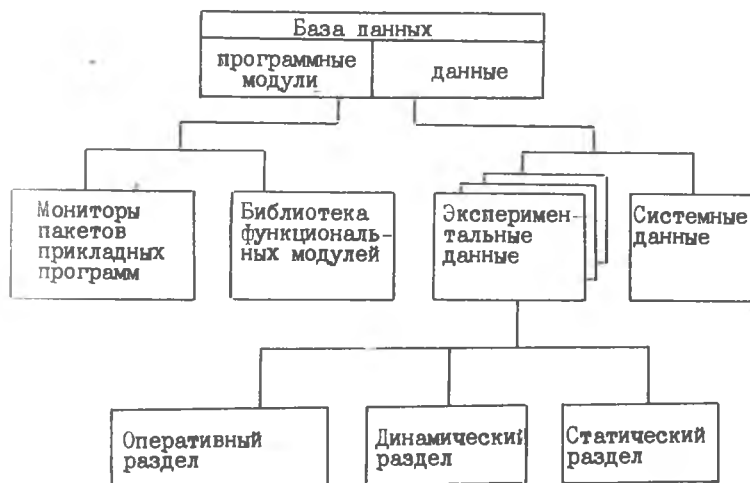 База панных
программные
модули
данные
Мониторы
пакетов
прикладных
программ
Библиотека
функциональ-
ных модулей
Эксперимен-
тальные
данные
Системные
данные
Оперативный
раздел
Динамический
раздел
Статический
раздел